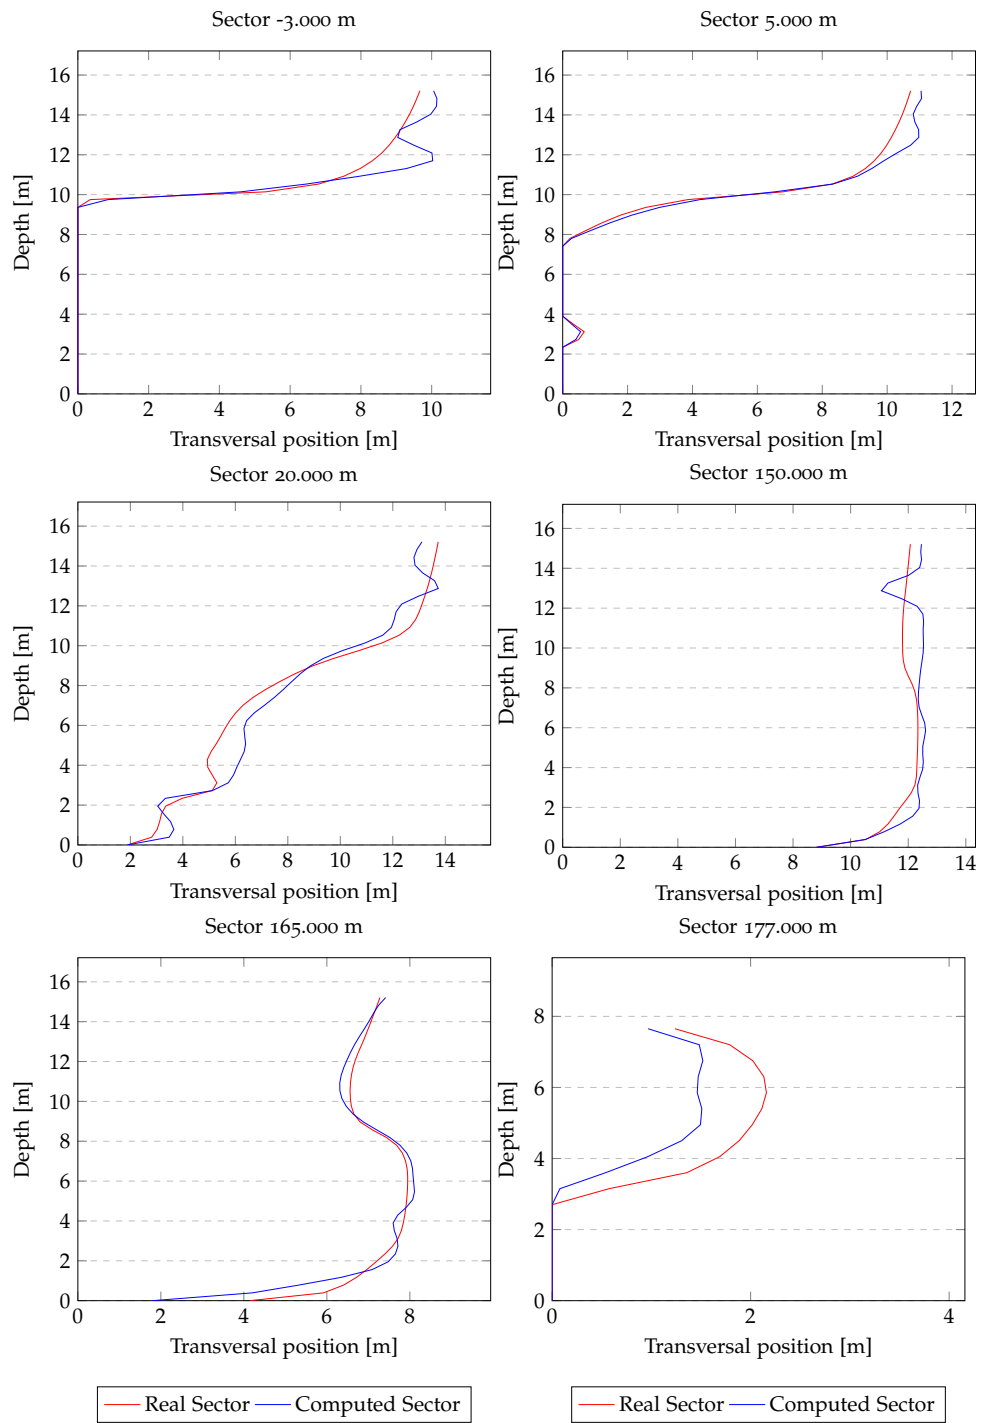 Sector -3.000 m
16
14
12
10
8
6
4
2
0
0 2 4 6 8 10
Depth [m]
Transversal position [m]
Sector 5.000 m
16
14
12
10
8
6
4
2
0
0 2 4 6 8 10 12
Depth [m]
Transversal position [m]
Sector 20.000 m
16
14
12
10
8
6
4
2
0
0 2 4 6 8 10 12 14
Depth [m]
Transversal position [m]
Sector 150.000 m
16
14
12
10
8
6
4
2
0
0 2 4 6 8 10 12 14
Depth [m]
Transversal position [m]
Sector 165.000 m
16
14
12
10
8
6
4
2
0
0 2 4 6 8
Depth [m]
Transversal position [m]
Sector 177.000 m
8
6
4
2
0
0 2 4
Depth [m]
Transversal position [m]
Real Sector Computed Sector
Real Sector Computed Sector